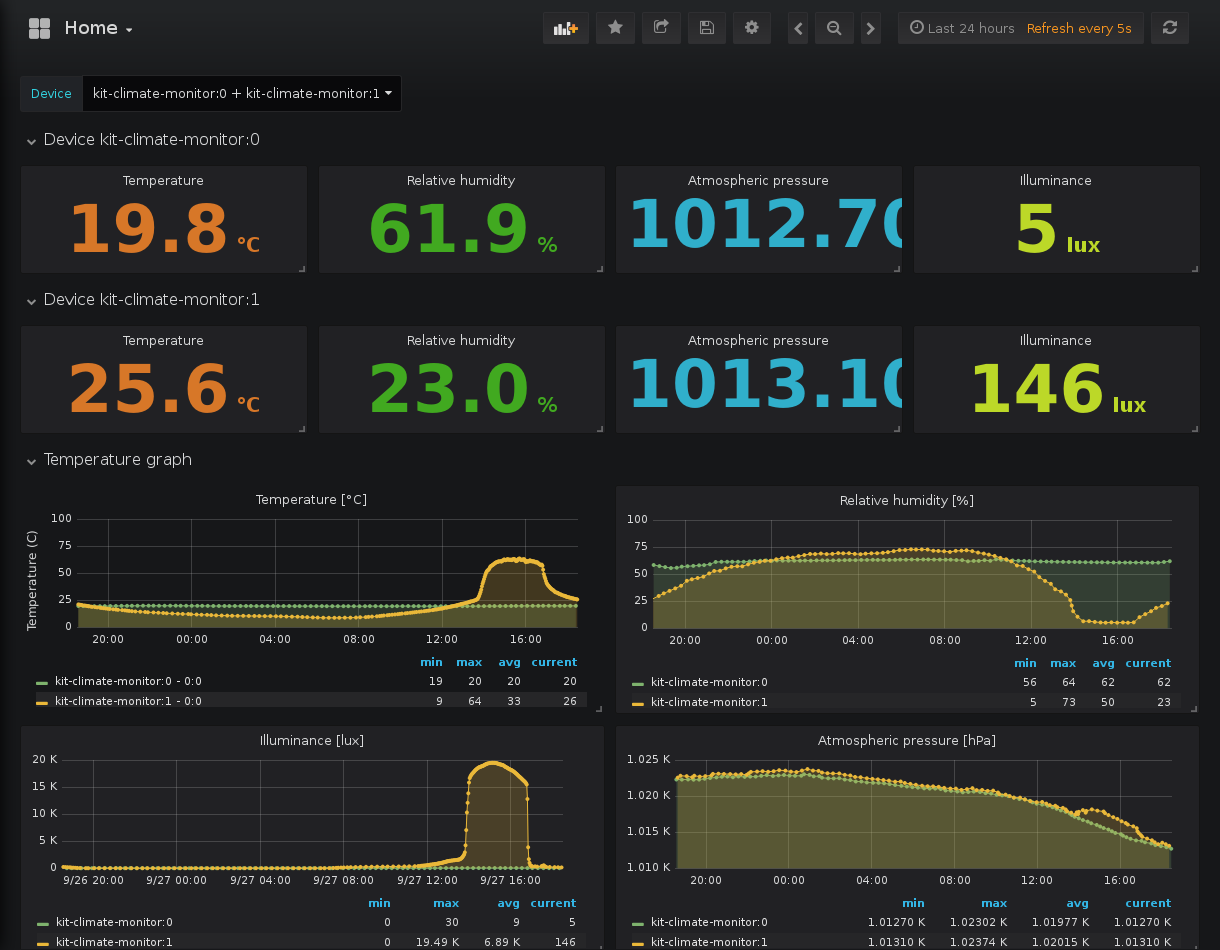 Home
Last 24 hours Refresh every 5s
Device kit-climate-monitor:0 + kit-climate-monitor:1
Device kit-climate-monitor:0
Temperature Relative humidity Atmospheric pressure Illuminance
19.8 °C 61.9 % 1012.70 5 lux
Device kit-climate-monitor:1
Temperature Relative humidity Atmospheric pressure Illuminance
25.6 °C 23.0 % 1013.10 146 lux
Temperature graph
Temperature [°C]
Temperature (C)
100
75
50
25
0
20:00 00:00 04:00 08:00 12:00 16:00
min max avg current
kit-climate-monitor:0 - 0:0 19 20 20 20
kit-climate-monitor:1 - 0:0 9 64 33 26
Relative humidity [%]
100
75
50
25
0
20:00 00:00 04:00 08:00 12:00 16:00
min max avg current
kit-climate-monitor:0 56 64 62 62
kit-climate-monitor:1 5 73 50 23
Illuminance [lux]
20 K
15 K
10 K
5 K
0
9/26 20:00 9/27 00:00 9/27 04:00 9/27 08:00 9/27 12:00 9/27 16:00
min max avg current
kit-climate-monitor:0 0 30 9 5
kit-climate-monitor:1 0 19.49 K 6.89 K 146
Atmospheric pressure [hPa]
1.025 K
1.020 K
1.015 K
1.010 K
20:00 00:00 04:00 08:00 12:00 16:00
min max avg current
kit-climate-monitor:0 1.01270 K 1.02302 K 1.01977 K 1.01270 K
kit-climate-monitor:1 1.01310 K 1.02374 K 1.02015 K 1.01310 K